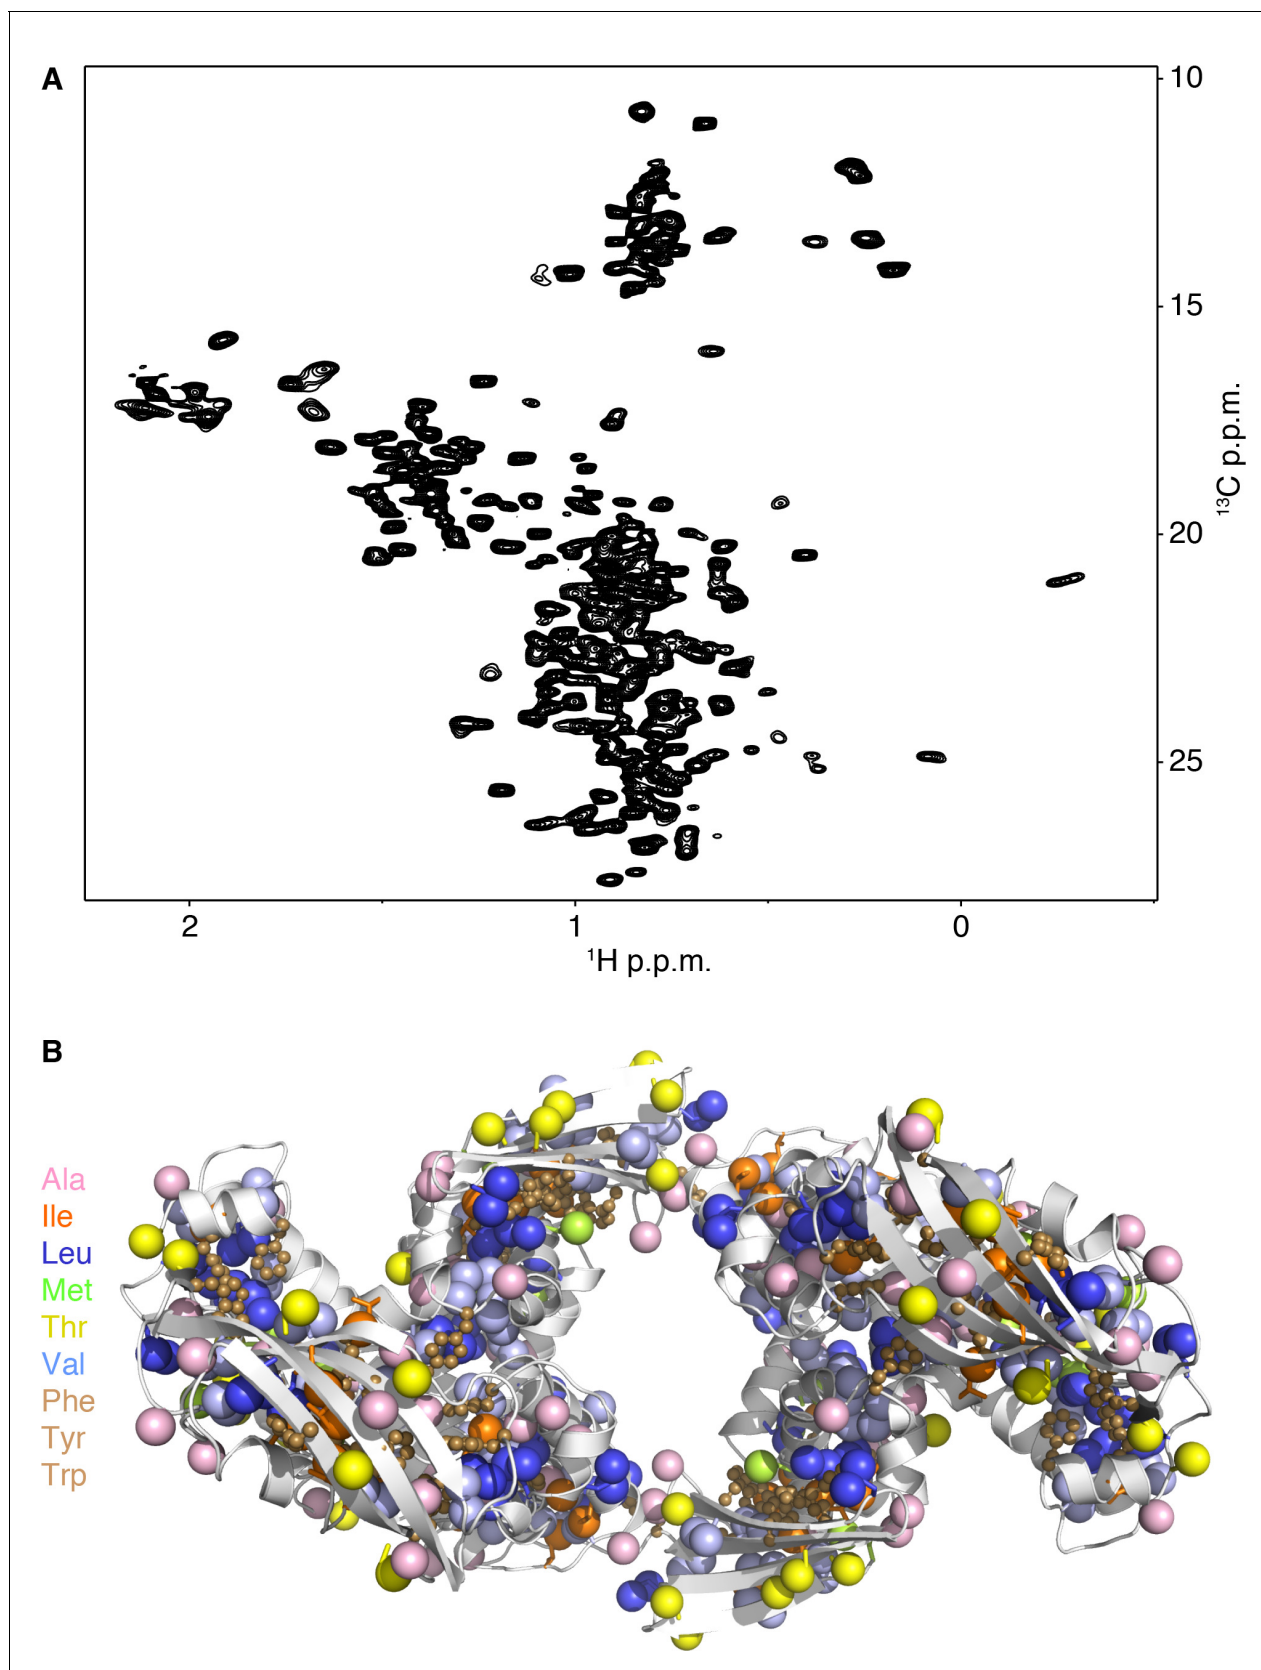 A
10
15
20
25
¹³C p.p.m.
2
1
0
¹H p.p.m.
B
Ala
Ile
Leu
Met
Thr
Val
Phe
Tyr
Trp